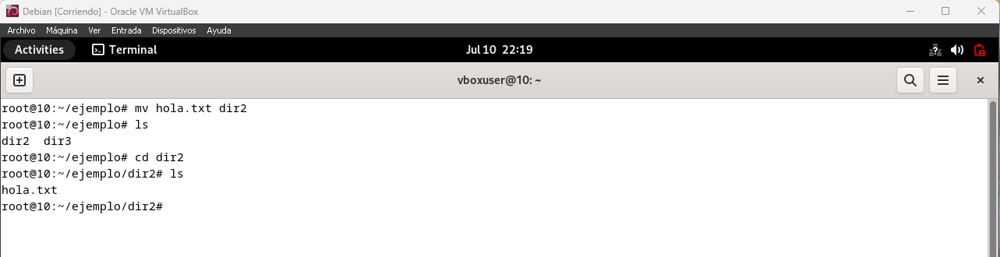 Debian [Corriendo] - Oracle VM VirtualBox
Archivo Máquina Ver Entrada Dispositivos Ayuda
Activities Terminal Jul 10 22:19
vboxuser@10: ~
root@10:~/ejemplo# mv hola.txt dir2
root@10:~/ejemplo# ls
dir2  dir3
root@10:~/ejemplo# cd dir2
root@10:~/ejemplo/dir2# ls
hola.txt
root@10:~/ejemplo/dir2#